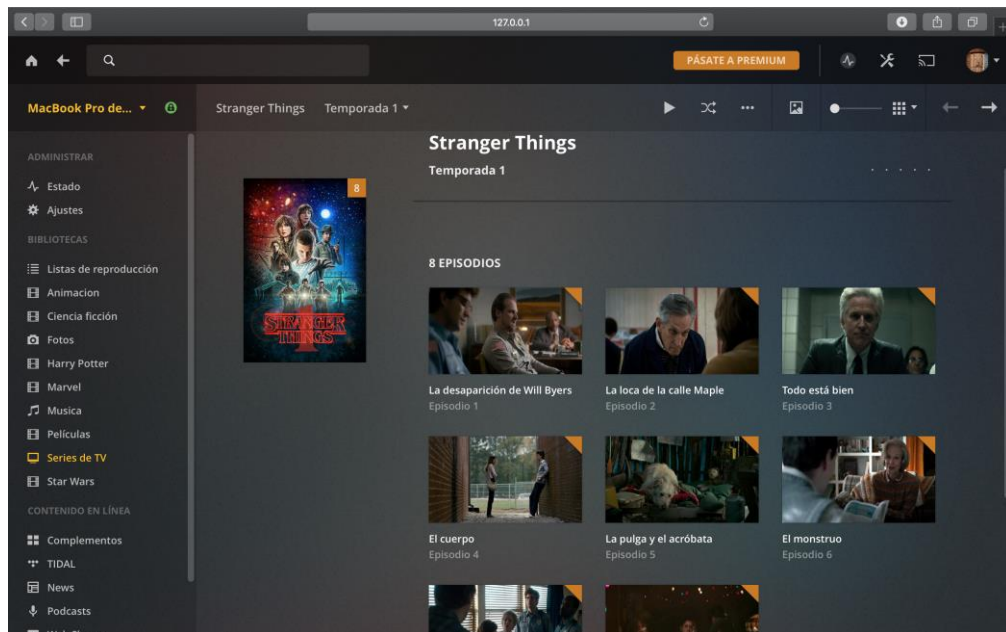 127.0.0.1
PÁSATE A PREMIUM
MacBook Pro de...
Stranger Things
Temporada 1
Stranger Things
Temporada 1
ADMINISTRAR
Estado
Ajustes
BIBLIOTECAS
Listas de reproducción
Animacion
Ciencia ficción
Fotos
Harry Potter
Marvel
Musica
Películas
Series de TV
Star Wars
CONTENIDO EN LÍNEA
Complementos
TIDAL
News
Podcasts
8
STRANGER
THINGS
8 EPISODIOS
La desaparición de Will Byers
Episodio 1
La loca de la calle Maple
Episodio 2
Todo está bien
Episodio 3
El cuerpo
Episodio 4
La pulga y el acróbata
Episodio 5
El monstruo
Episodio 6